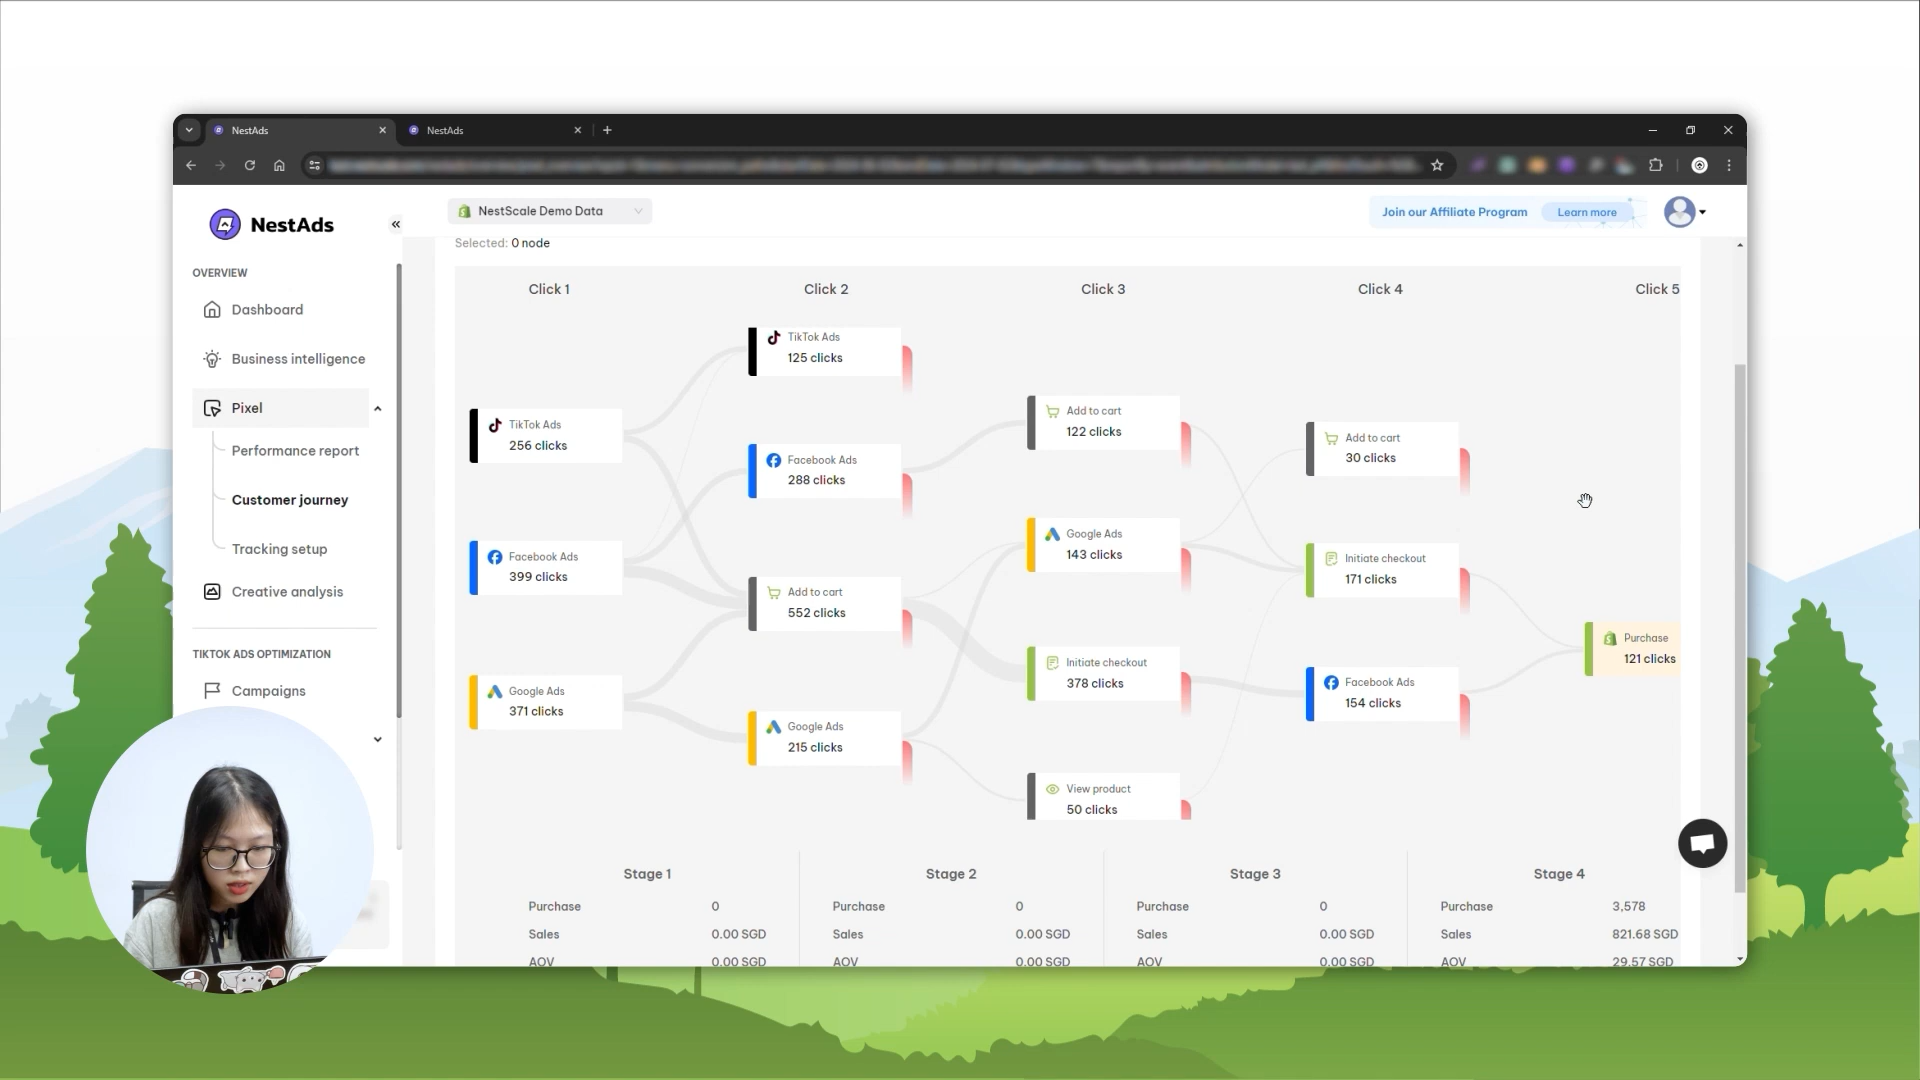 NestAds
NestAds
NestAds
NestScale Demo Data
Join our Affiliate Program
Learn more
OVERVIEW
Dashboard
Business intelligence
Pixel
Performance report
Customer journey
Tracking setup
Creative analysis
TIKTOK ADS OPTIMIZATION
Campaigns
Selected: 0 node
Click 1
Click 2
Click 3
Click 4
Click 5
TikTok Ads
256 clicks
Facebook Ads
399 clicks
Google Ads
371 clicks
TikTok Ads
125 clicks
Facebook Ads
288 clicks
Add to cart
552 clicks
Google Ads
215 clicks
Add to cart
122 clicks
Google Ads
143 clicks
Initiate checkout
378 clicks
View product
50 clicks
Add to cart
30 clicks
Initiate checkout
171 clicks
Facebook Ads
154 clicks
Purchase
121 clicks
Stage 1
Purchase 0
Sales 0.00 SGD
AOV 0.00 SGD
Stage 2
Purchase 0
Sales 0.00 SGD
AOV 0.00 SGD
Stage 3
Purchase 0
Sales 0.00 SGD
AOV 0.00 SGD
Stage 4
Purchase 3,578
Sales 821.68 SGD
AOV 29.57 SGD